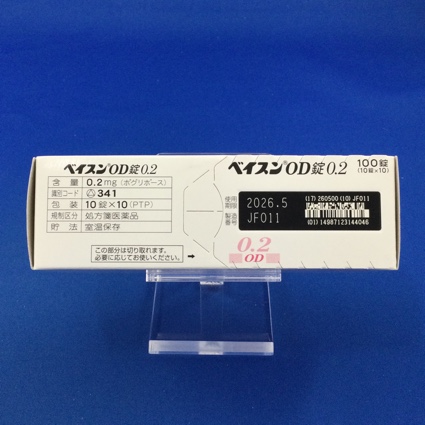 ベイスン®OD錠0.2
含 量 0.2mg (ボグリボース)
識別コード 341
包 装 10錠×10(PTP)
規制区分 処方箋医薬品
貯 法 室温保存
この部分は切り取れます。
必要に応じてお使いください。
→
ベイスン®OD錠0.2
100錠
(10錠×10)
使用期限 2026.5
製造番号 JF011
(17) 260500 (10) JF011
(01) 14987123144046
0.2
OD